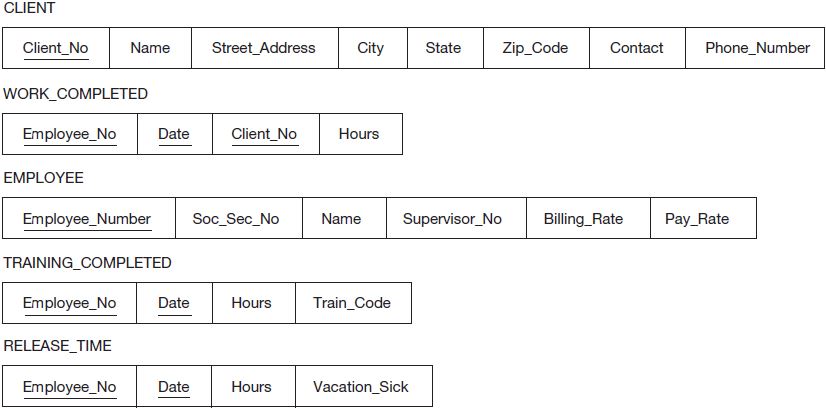 CLIENT
Client_No Name Street_Address City State Zip_Code Contact Phone_Number
WORK_COMPLETED
Employee_No Date Client_No Hours
EMPLOYEE
Employee_Number Soc_Sec_No Name Supervisor_No Billing_Rate Pay_Rate
TRAINING_COMPLETED
Employee_No Date Hours Train_Code
RELEASE_TIME
Employee_No Date Hours Vacation_Sick